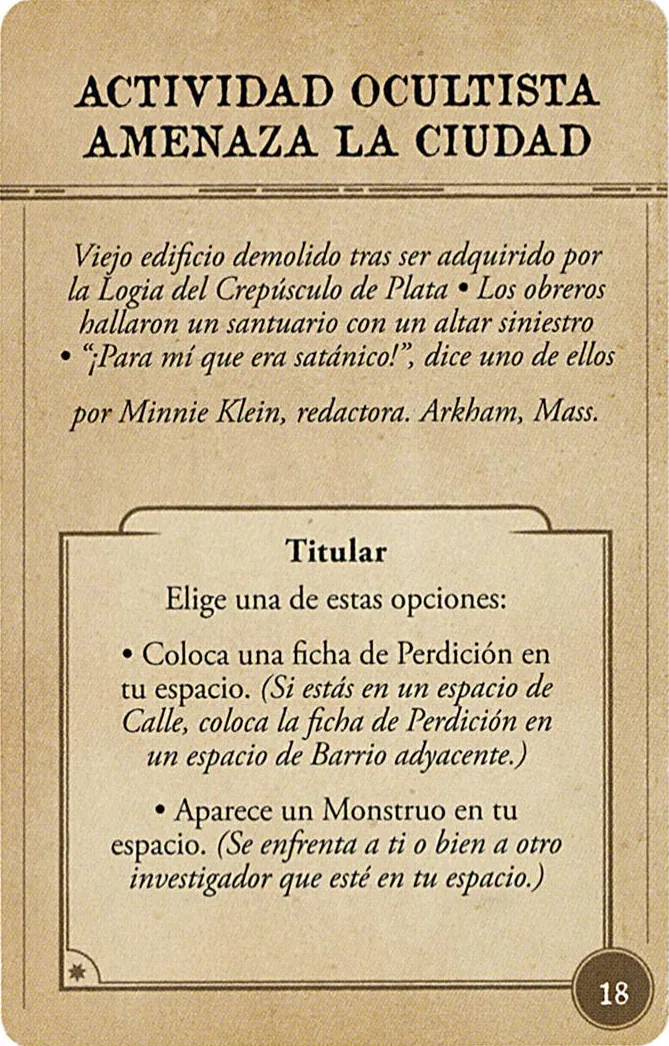 ACTIVIDAD OCULTISTA
AMENAZA LA CIUDAD
Viejo edificio demolido tras ser adquirido por
la Logia del Crepúsculo de Plata • Los obreros
hallaron un santuario con un altar siniestro
• “¡Para mí que era satánico!”, dice uno de ellos
por Minnie Klein, redactora. Arkham, Mass.
Titular
Elige una de estas opciones:
• Coloca una ficha de Perdición en
tu espacio. (Si estás en un espacio de
Calle, coloca la ficha de Perdición en
un espacio de Barrio adyacente.)
• Aparece un Monstruo en tu
espacio. (Se enfrenta a ti o bien a otro
investigador que esté en tu espacio.)
18